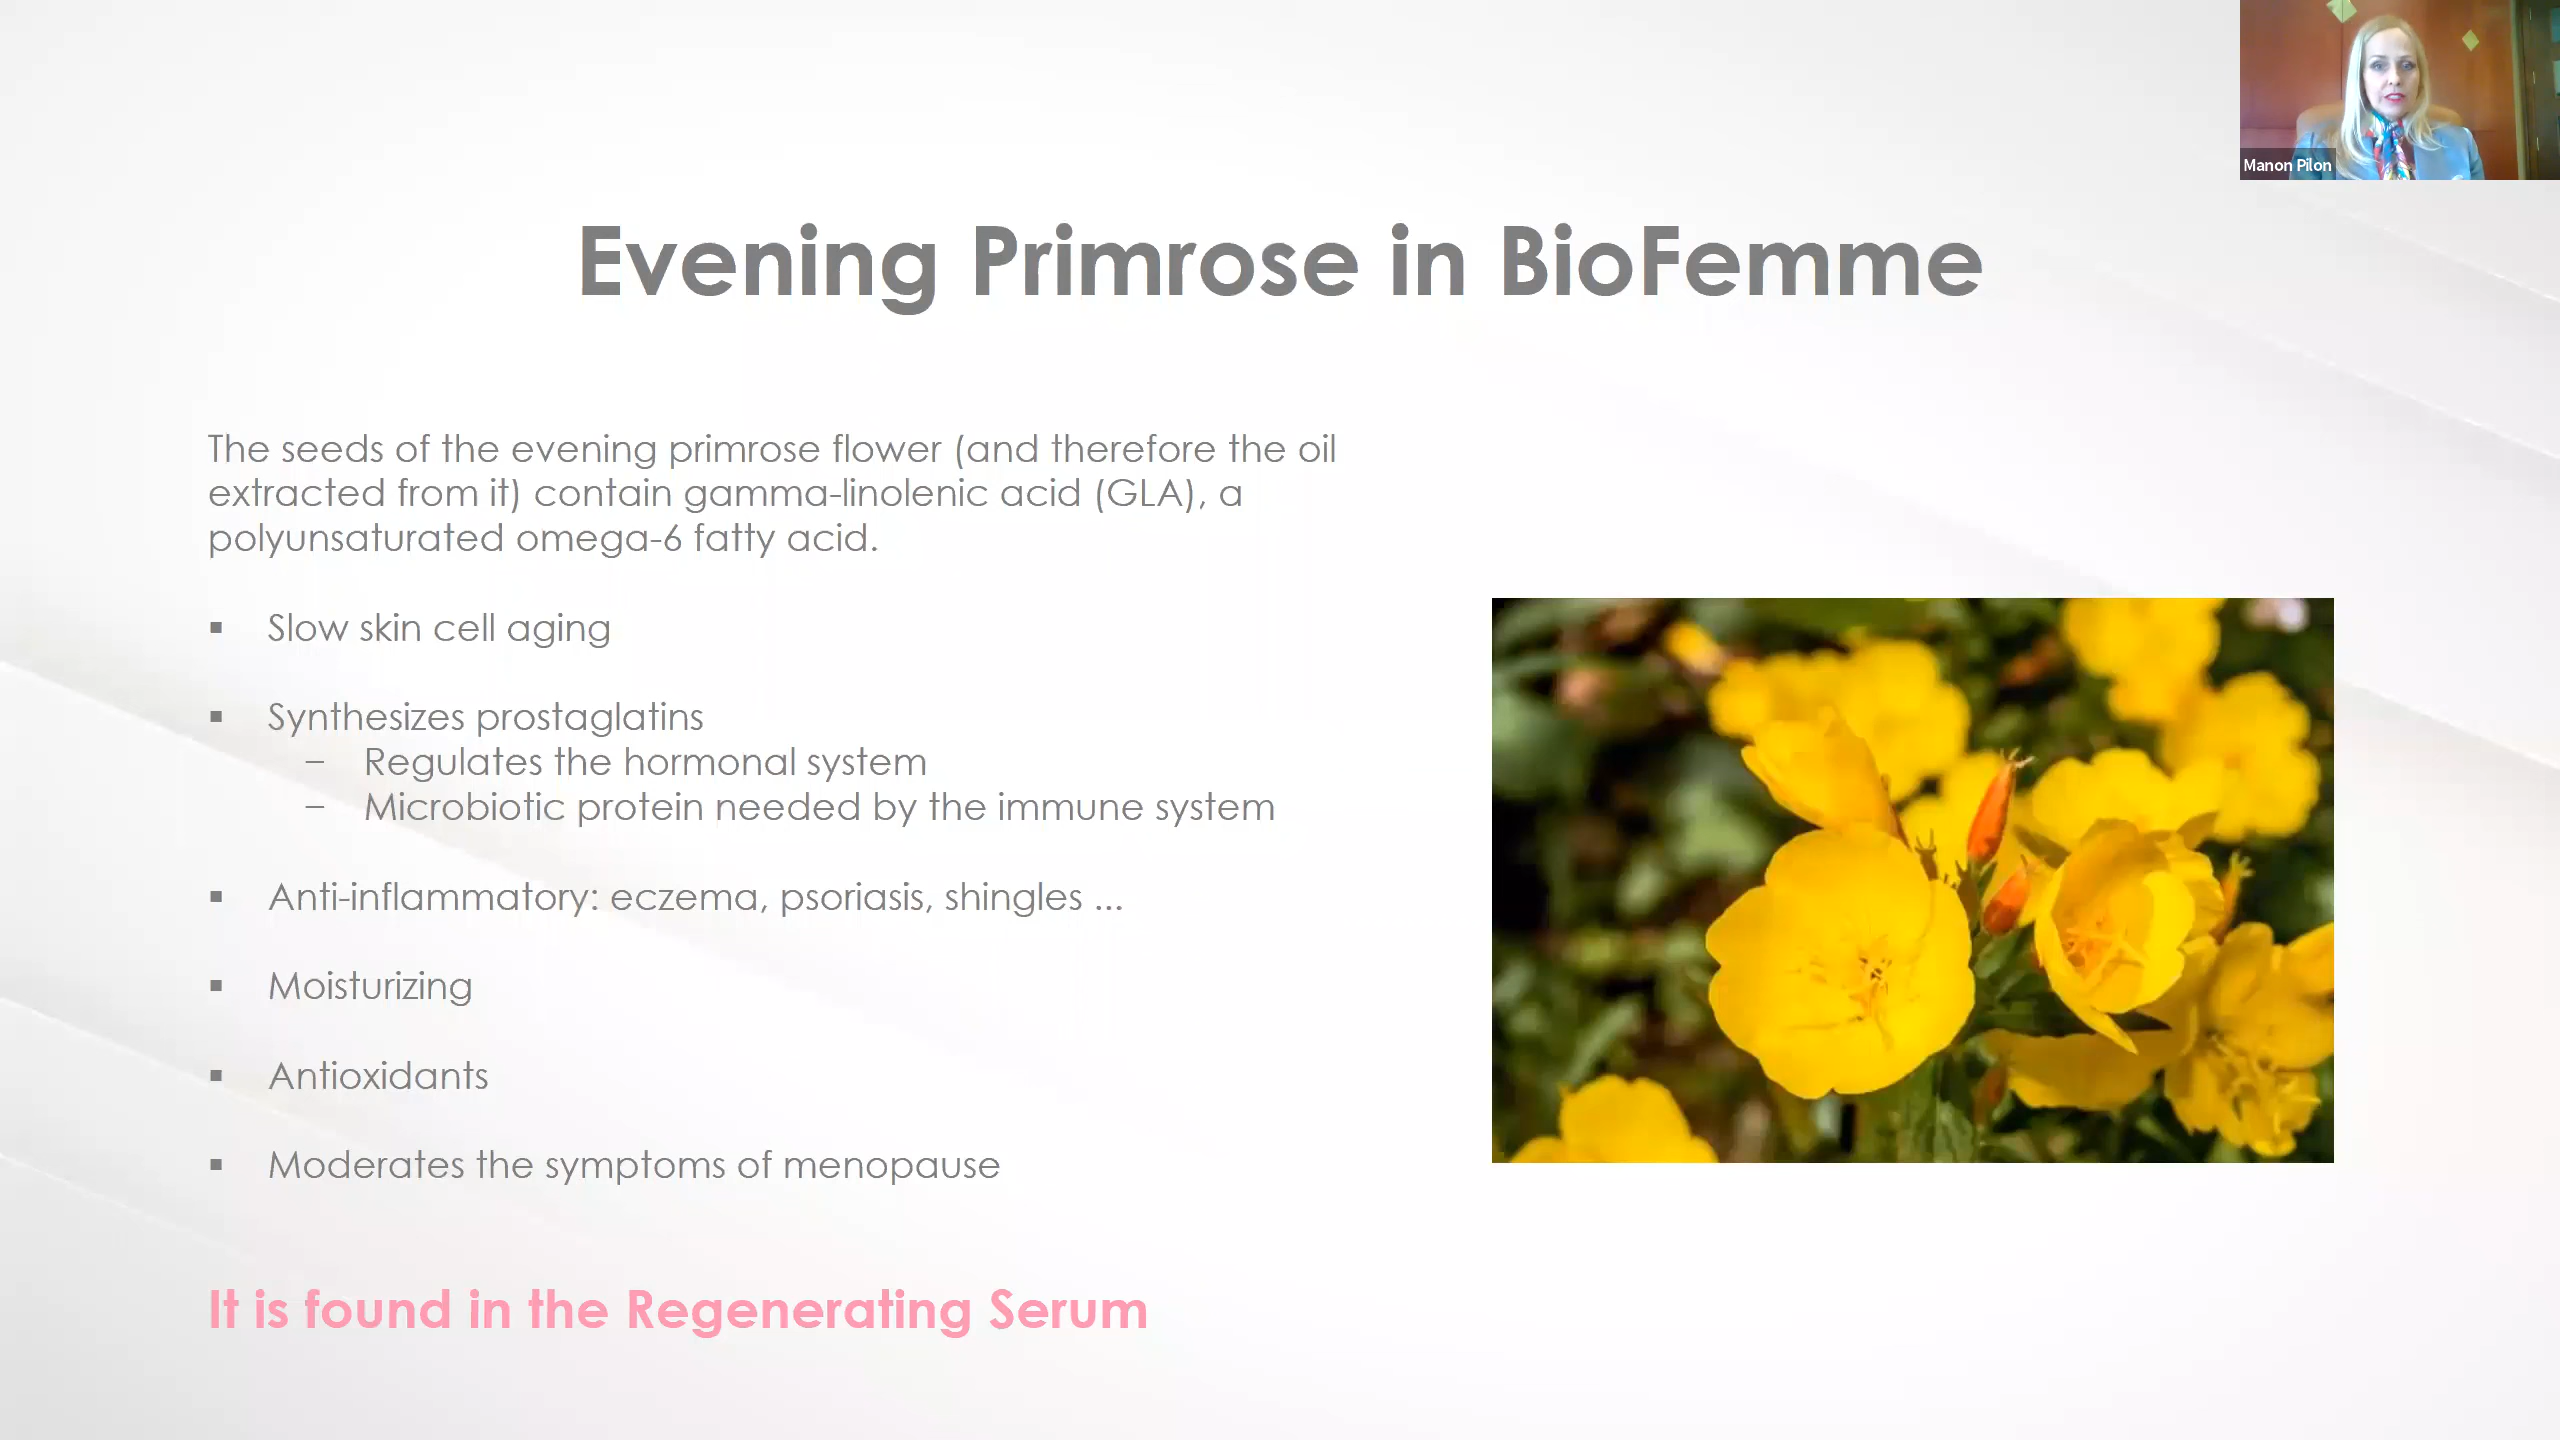 Manon Pilon
Evening Primrose in BioFemme
The seeds of the evening primrose flower (and therefore the oil
extracted from it) contain gamma-linolenic acid (GLA), a
polyunsaturated omega-6 fatty acid.
▪ Slow skin cell aging
▪ Synthesizes prostaglatins
– Regulates the hormonal system
– Microbiotic protein needed by the immune system
▪ Anti-inflammatory: eczema, psoriasis, shingles ...
▪ Moisturizing
▪ Antioxidants
▪ Moderates the symptoms of menopause
It is found in the Regenerating Serum